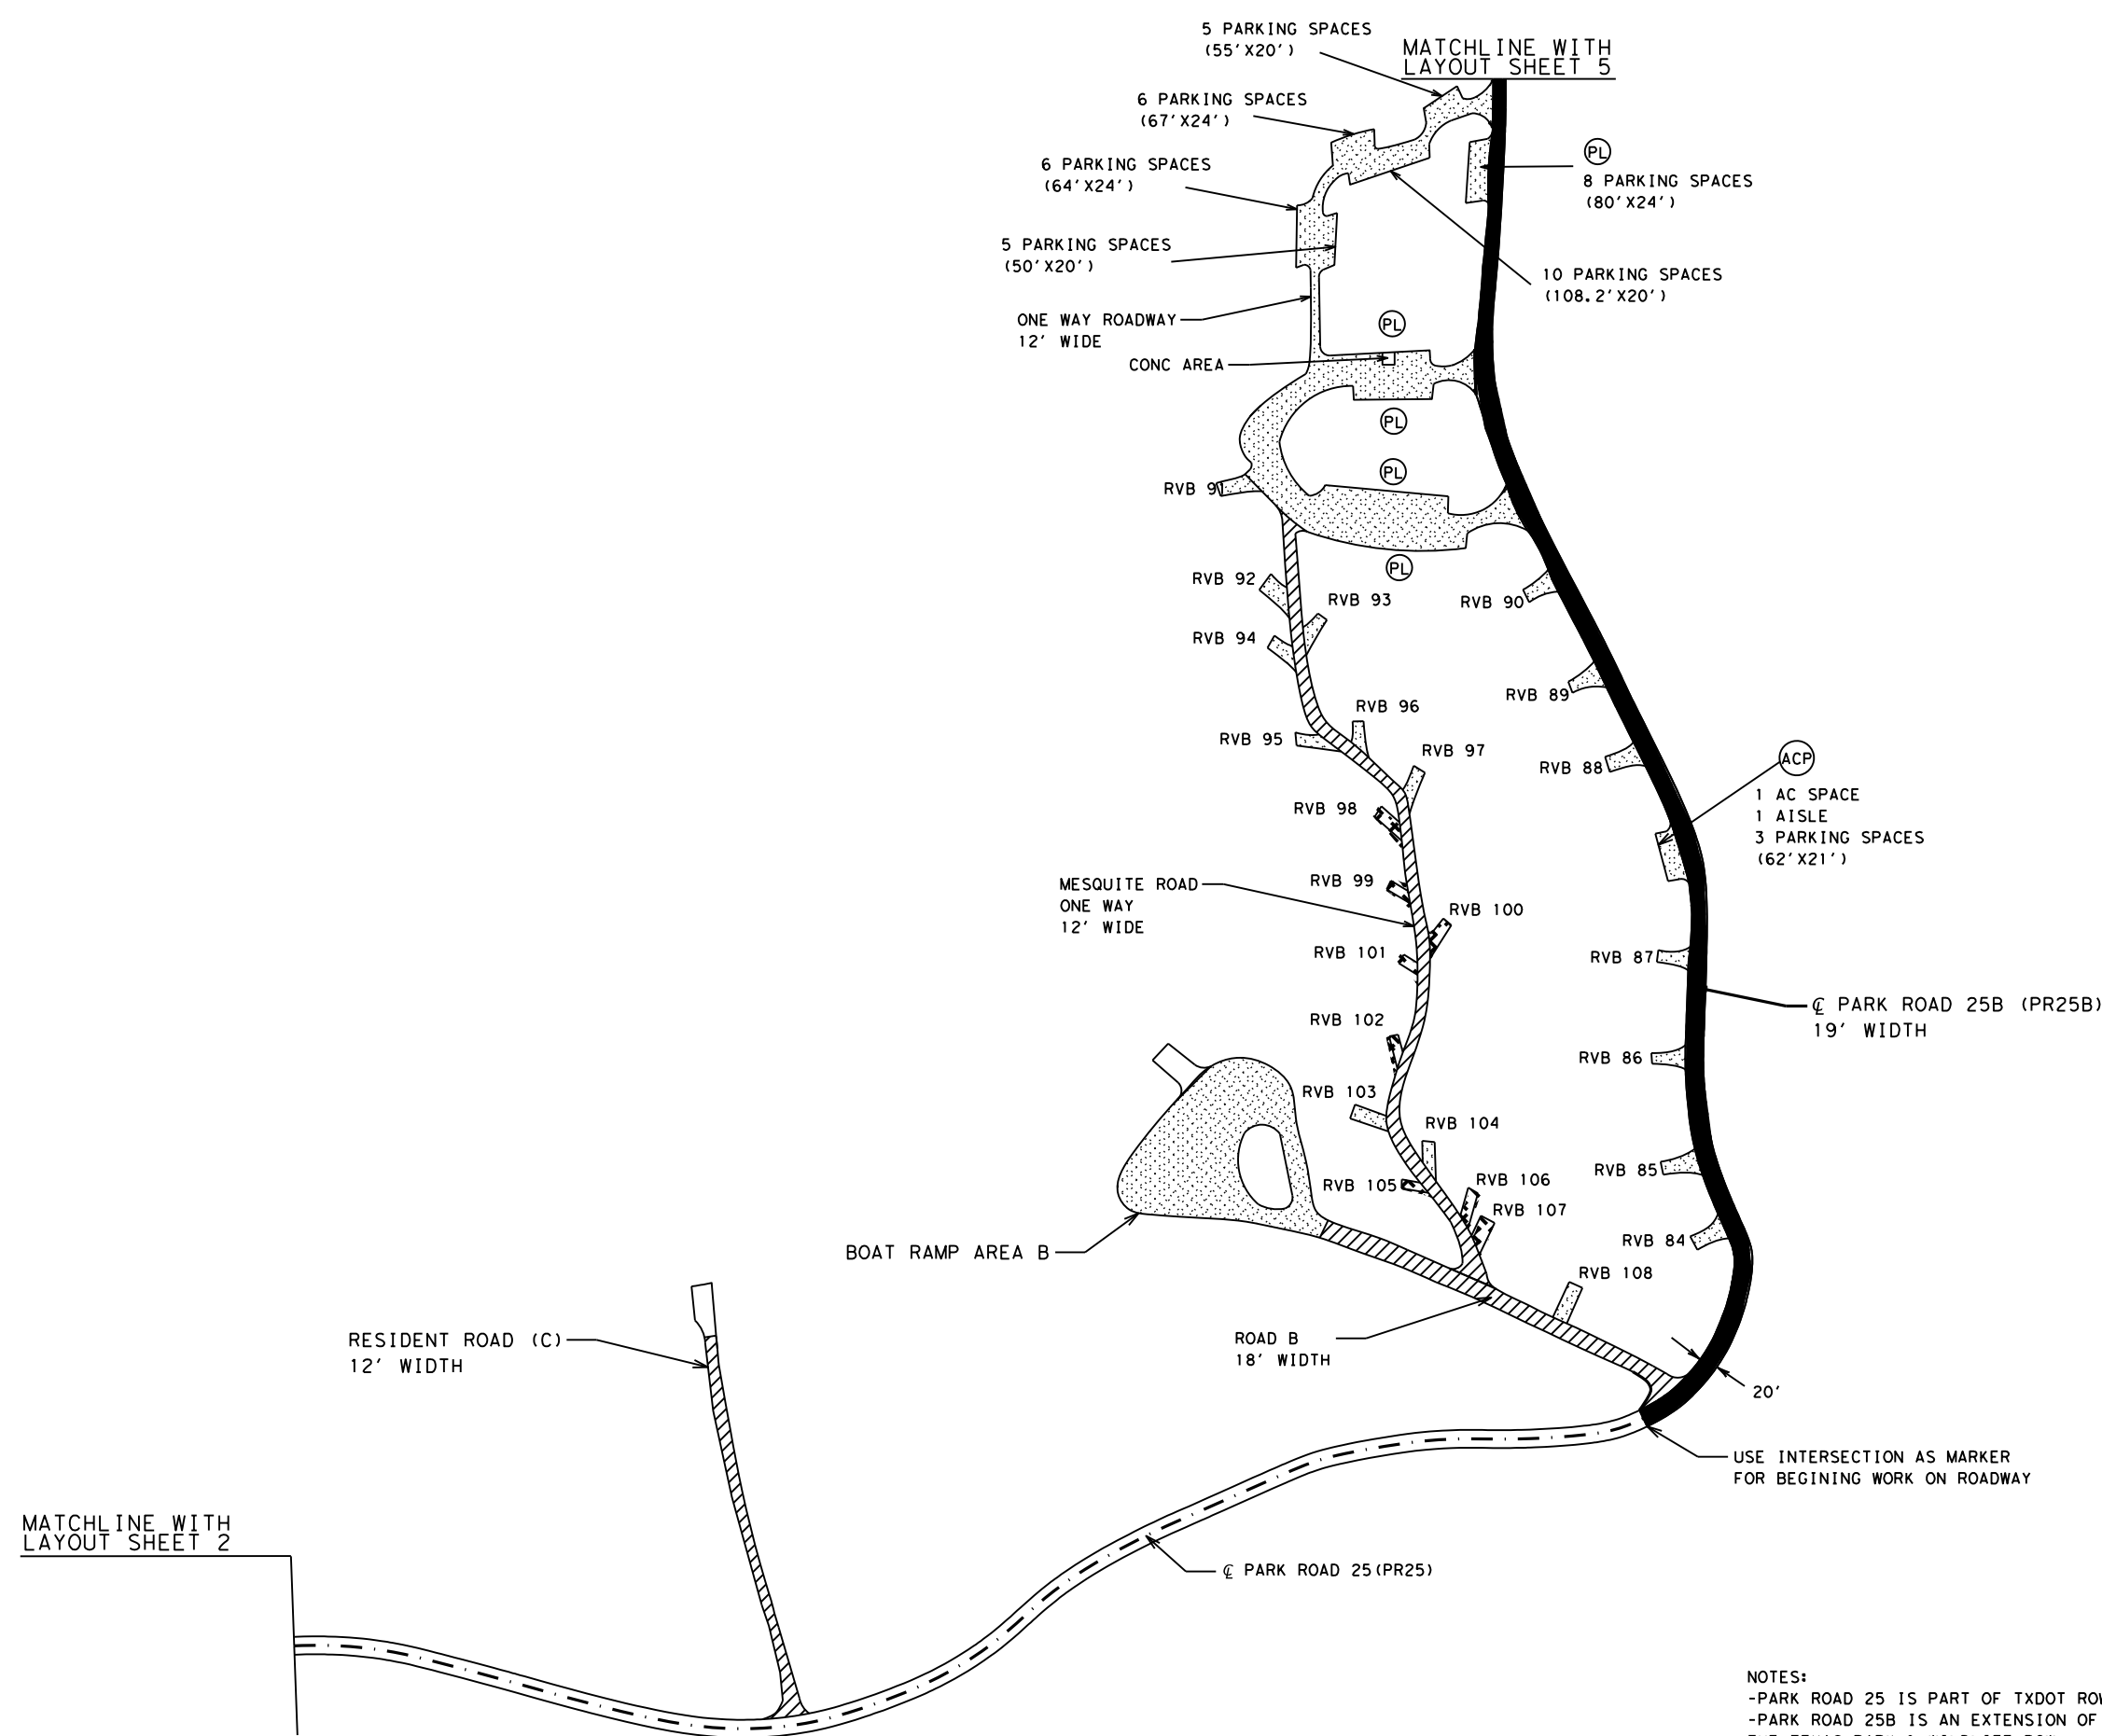 5 PARKING SPACES
(55'X20')
MATCHLINE WITH
LAYOUT SHEET 5
6 PARKING SPACES
(67'X24')
PL
8 PARKING SPACES
(80'X24')
6 PARKING SPACES
(64'X24')
5 PARKING SPACES
(50'X20')
10 PARKING SPACES
(108.2'X20')
ONE WAY ROADWAY
12' WIDE
PL
CONC AREA
PL
PL
RVB 91
PL
RVB 92
RVB 93
RVB 90
RVB 94
RVB 89
RVB 96
RVB 95
RVB 97
RVB 88
ACP
1 AC SPACE
1 AISLE
3 PARKING SPACES
(62'X21')
RVB 98
RVB 99
MESQUITE ROAD
ONE WAY
12' WIDE
RVB 100
RVB 101
RVB 87
℄ PARK ROAD 25B (PR25B)
19' WIDTH
RVB 102
RVB 86
RVB 103
RVB 104
RVB 85
RVB 105
RVB 106
RVB 107
RVB 84
BOAT RAMP AREA B
RVB 108
RESIDENT ROAD (C)
12' WIDTH
ROAD B
18' WIDTH
20'
USE INTERSECTION AS MARKER
FOR BEGINING WORK ON ROADWAY
MATCHLINE WITH
LAYOUT SHEET 2
℄ PARK ROAD 25(PR25)
NOTES:
-PARK ROAD 25 IS PART OF TXDOT ROW
-PARK ROAD 25B IS AN EXTENSION OF